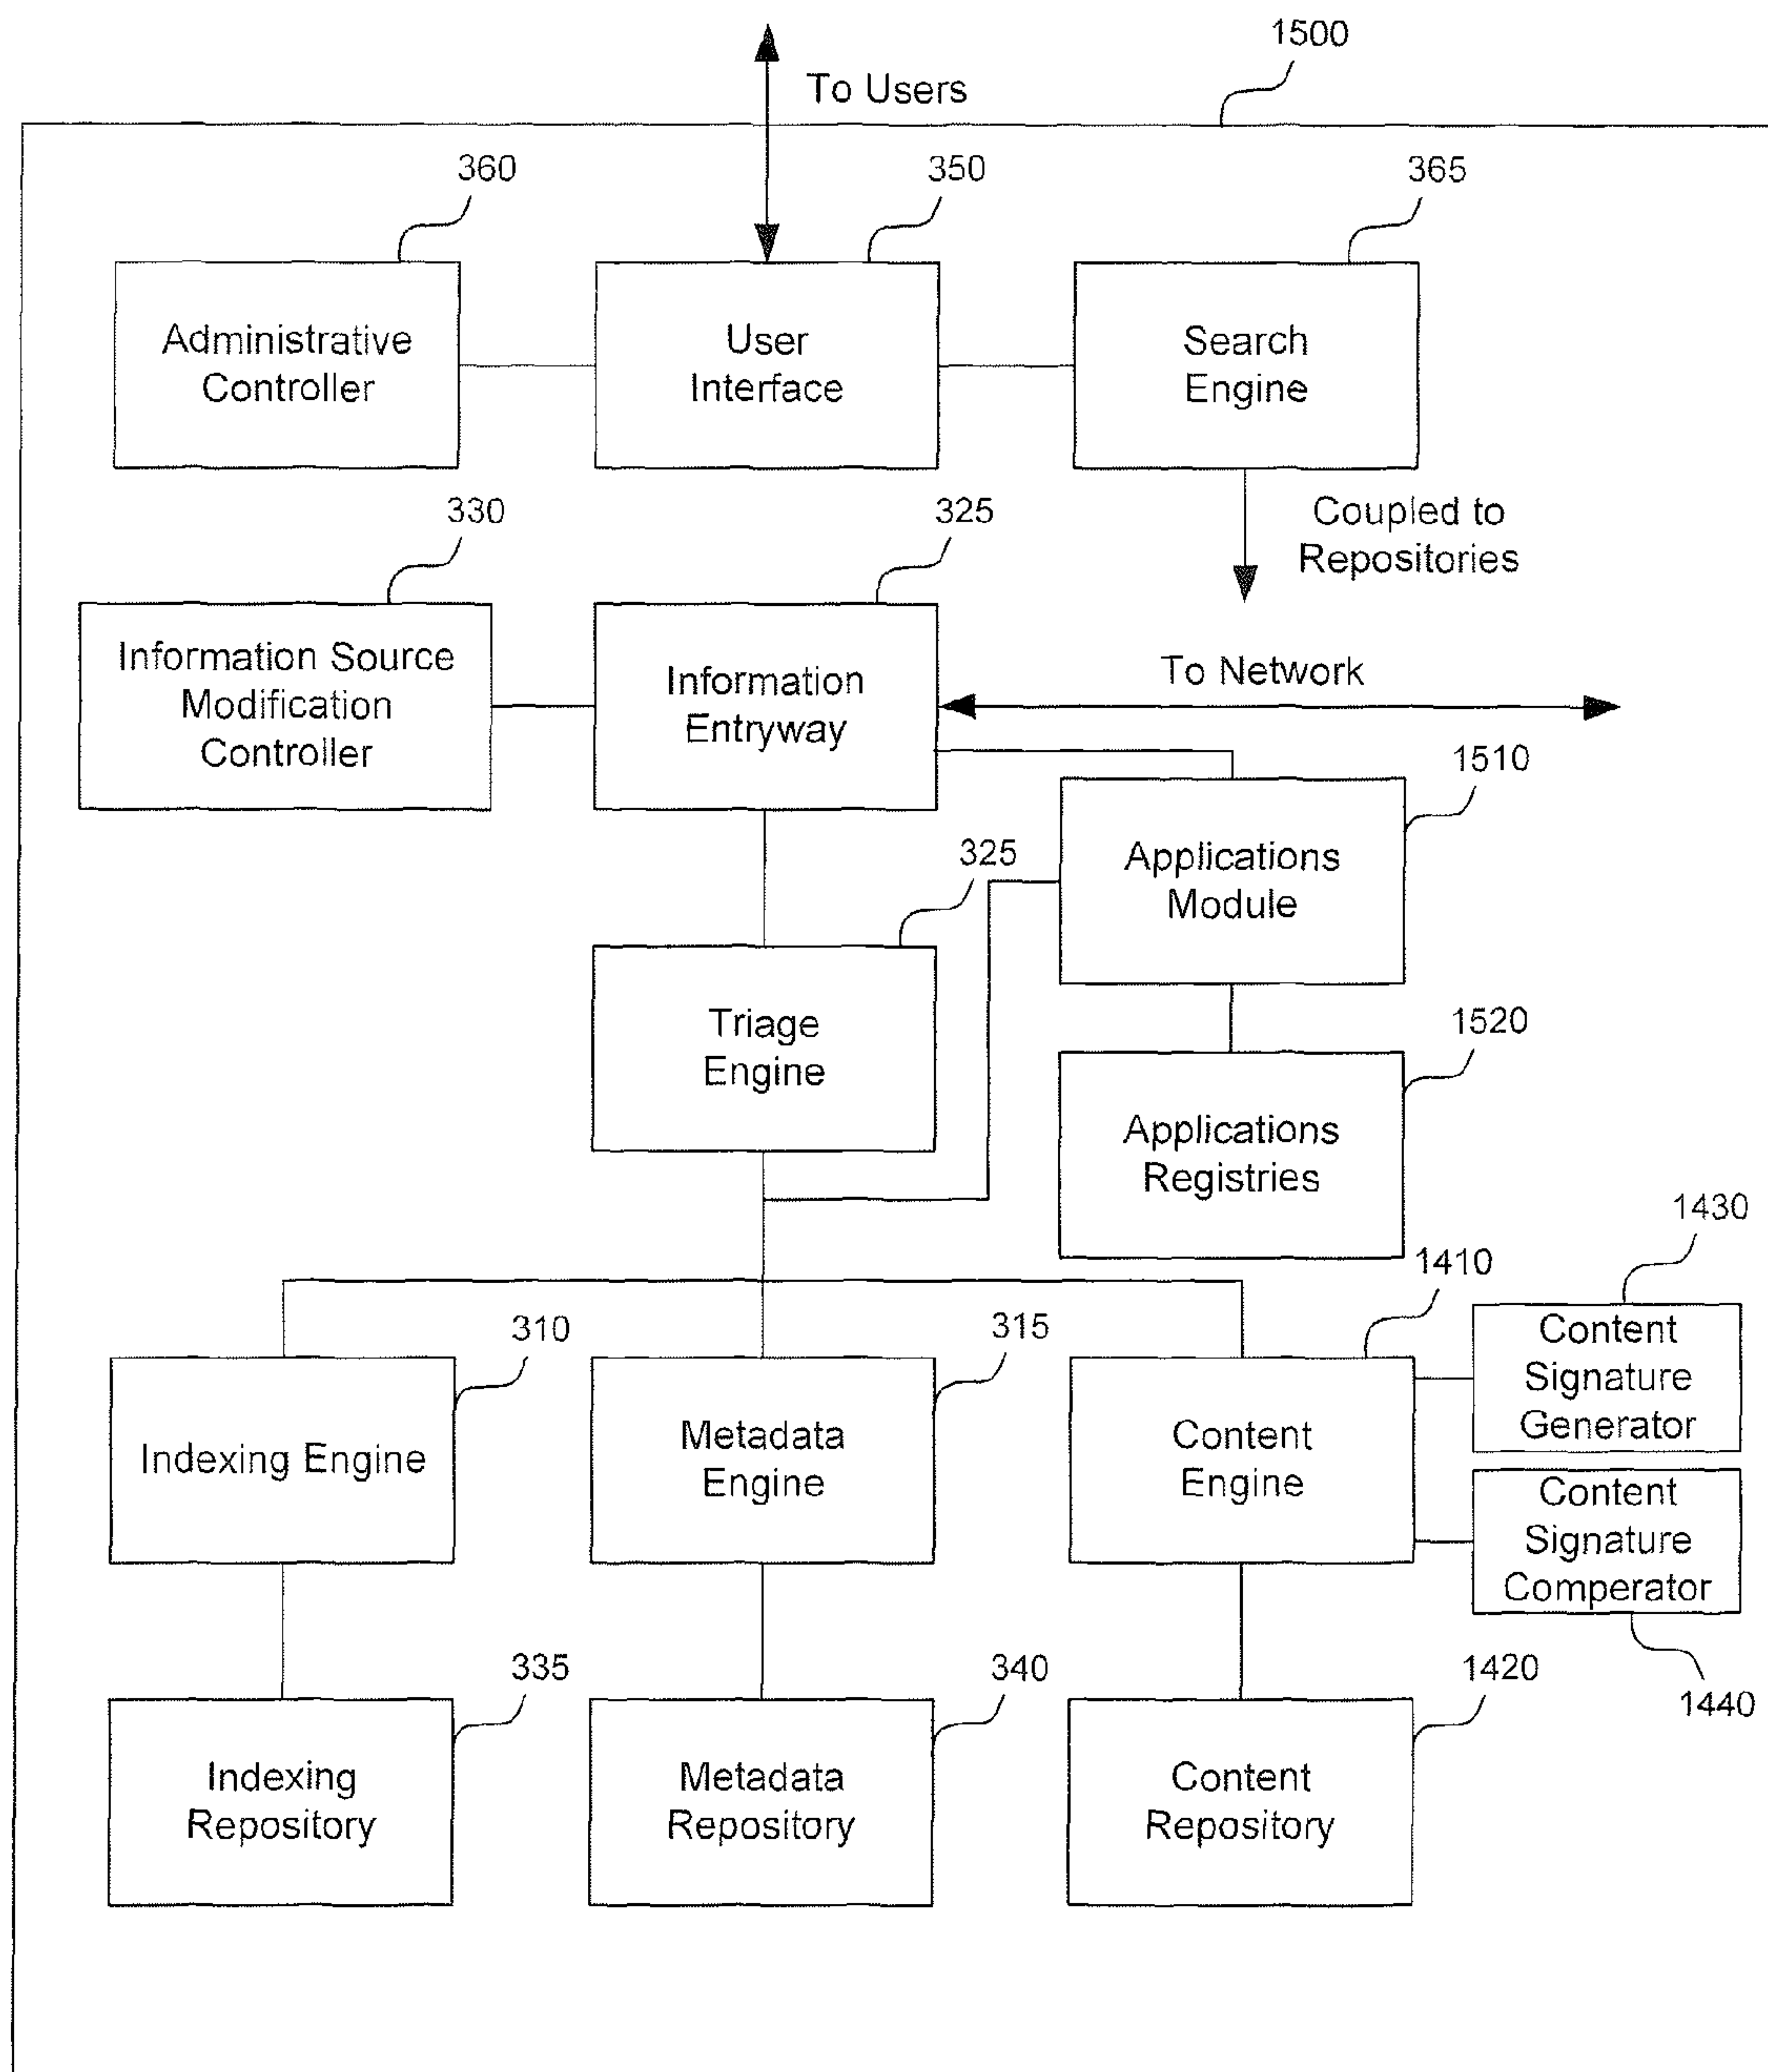 1500
To Users
360
350
365
Administrative
Controller
User
Interface
Search
Engine
330
325
Coupled to
Repositories
Information Source
Modification
Controller
Information
Entryway
To Network
1510
325
Applications
Module
Triage
Engine
1520
Applications
Registries
1430
1410
310
315
Content
Signature
Generator
Indexing Engine
Metadata
Engine
Content
Engine
Content
Signature
Comperator
335
340
1420
1440
Indexing
Repository
Metadata
Repository
Content
Repository